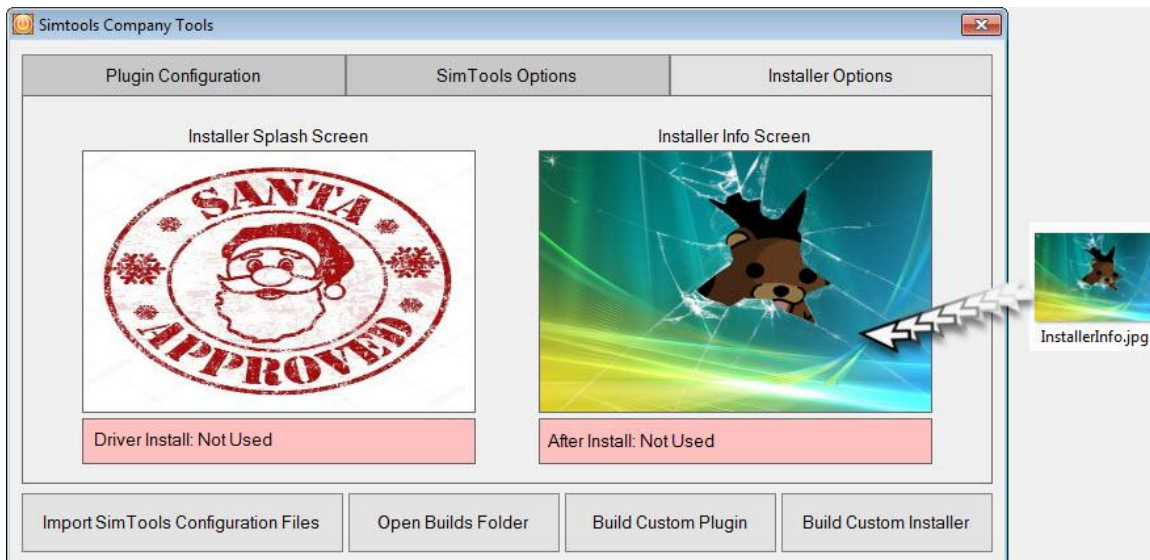 Simtools Company Tools
Plugin Configuration
SimTools Options
Installer Options
Installer Splash Screen
Installer Info Screen
SANTA
APPROVED
InstallerInfo.jpg
Driver Install: Not Used
After Install: Not Used
Import SimTools Configuration Files
Open Builds Folder
Build Custom Plugin
Build Custom Installer